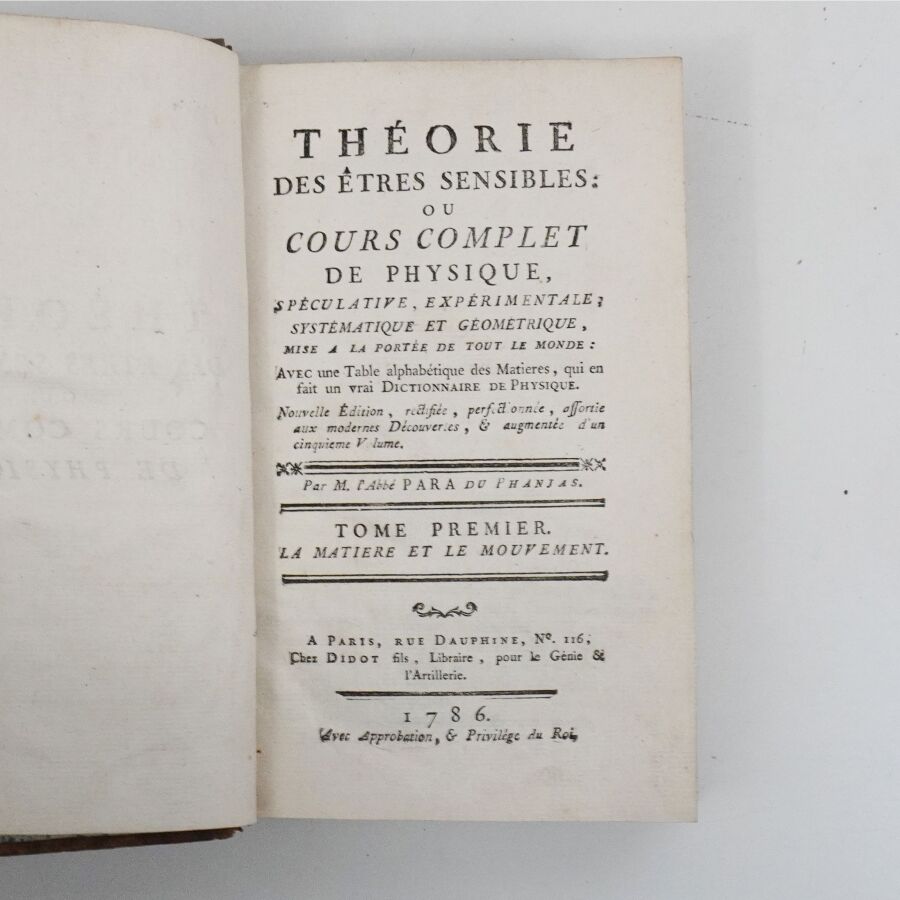 THÉORIE
DES ÊTRES SENSIBLES:
OU
COURS COMPLET
DE PHYSIQUE,
SPÉCULATIVE, EXPÉRIMENTALE,
SYSTÉMATIQUE ET GÉOMÉTRIQUE,
MISE A LA PORTÉE DE TOUT LE MONDE:
AVEC une Table alphabétique des Matieres, qui en
fait un vrai DICTIONNAIRE DE PHYSIQUE.
Nouvelle Édition, rectifiée, perfectionnée, assortie
aux modernes Découvertes, & augmentée d'un
cinquieme Volume.
Par M. l'Abbé PARA DU PHANJAS.
TOME PREMIER.
LA MATIERE ET LE MOUVEMENT.
A PARIS, RUE DAUPHINE, Nº. 116,
Chez DIDOT fils, Libraire, pour le Génie &
l'Artillerie.
1786.
Avec Approbation, & Privilège du Roi.